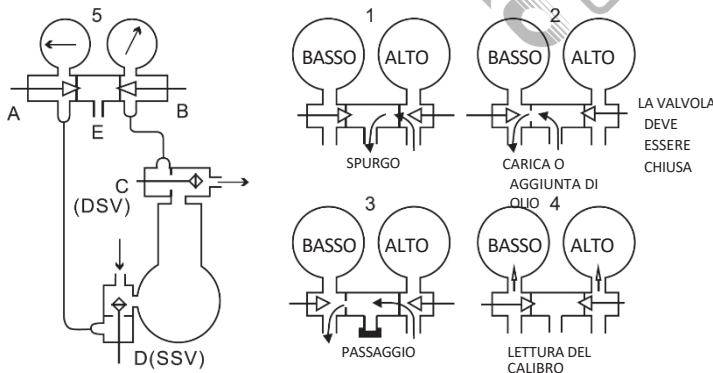 5
A
B
E
C
(DSV)
D(SSV)
1
BASSO ALTO
SPURGO
2
BASSO ALTO
CARICA O
AGGIUNTA DI
OLIO
LA VALVOLA
DEVE
ESSERE
CHIUSA
3
BASSO ALTO
PASSAGGIO
4
BASSO ALTO
LETTURA DEL
CALIBRO